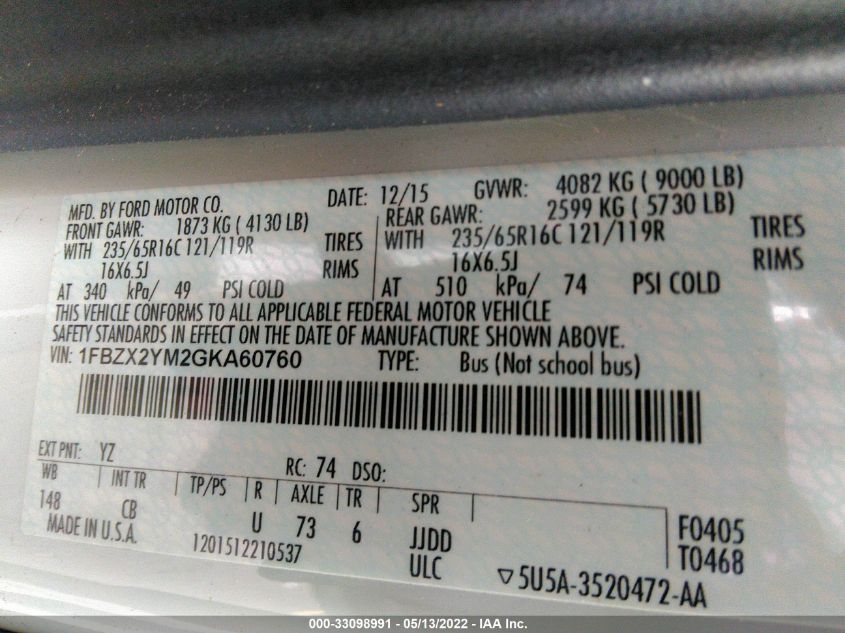 MFD. BY FORD MOTOR CO. DATE: 12/15 GVWR: 4082 KG ( 9000 LB)
FRONT GAWR: 1873 KG ( 4130 LB) REAR GAWR: 2599 KG ( 5730 LB)
WITH 235/65R16C 121/119R TIRES WITH 235/65R16C 121/119R TIRES
16X6.5J RIMS 16X6.5J RIMS
AT 340 kPa/ 49 PSI COLD AT 510 kPa/ 74 PSI COLD
THIS VEHICLE CONFORMS TO ALL APPLICABLE FEDERAL MOTOR VEHICLE
SAFETY STANDARDS IN EFFECT ON THE DATE OF MANUFACTURE SHOWN ABOVE.
VIN: 1FBZX2YM2GKA60760 TYPE: Bus (Not school bus)
EXT PNT: YZ RC: 74 DSO:
WB INT TR TP/PS R AXLE TR SPR
148 CB U 73 6 JJDD F0405
MADE IN U.S.A. 1201512210537 ULC T0468
▽5U5A-3520472-AA
000-33098991 - 05/13/2022 - IAA Inc.